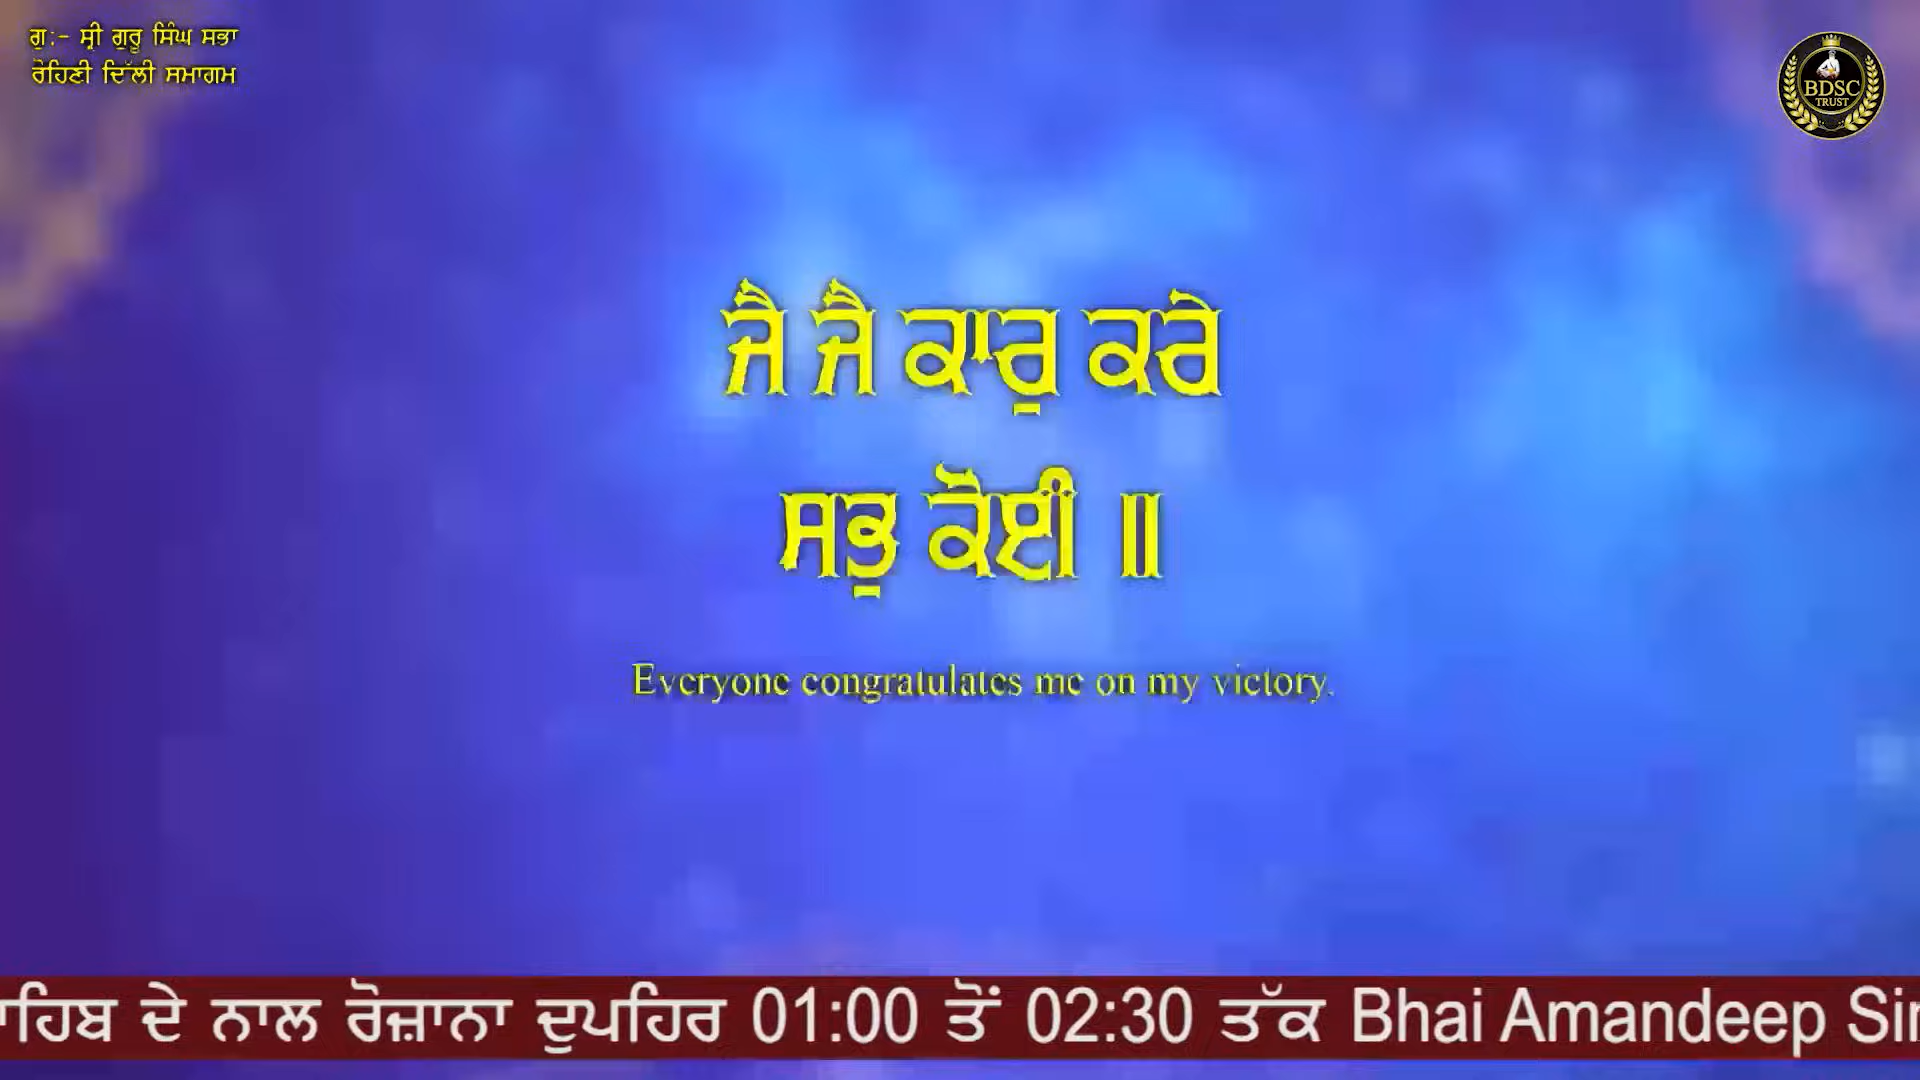 ਗੁ:- ਸ੍ਰੀ ਗੁਰੂ ਸਿੰਘ ਸਭਾ
ਰੋਹਿਣੀ ਦਿੱਲੀ ਸਮਾਗਮ
BDSC
TRUST
ਜੈ ਜੈ ਕਾਰੁ ਕਰੇ
ਸਭੁ ਕੋਈ ॥
Everyone congratulates me on my victory.
ਾਹਿਬ ਦੇ ਨਾਲ ਰੋਜ਼ਾਨਾ ਦੁਪਹਿਰ 01:00 ਤੋਂ 02:30 ਤੱਕ Bhai Amandeep Sin